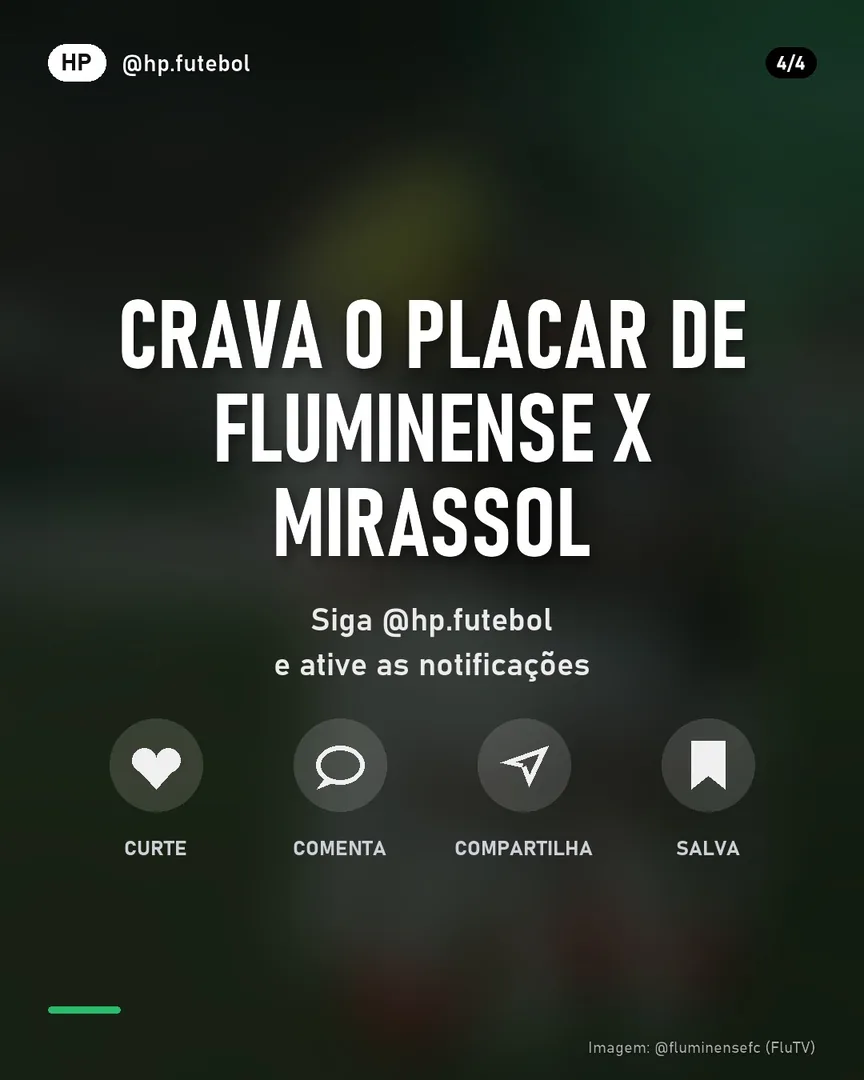 HP @hp.futebol 4/4
CRAVA O PLACAR DE
FLUMINENSE X
MIRASSOL
Siga @hp.futebol
e ative as notificações
CURTE COMENTA COMPARTILHA SALVA
Imagem: @fluminensefc (FluTV)